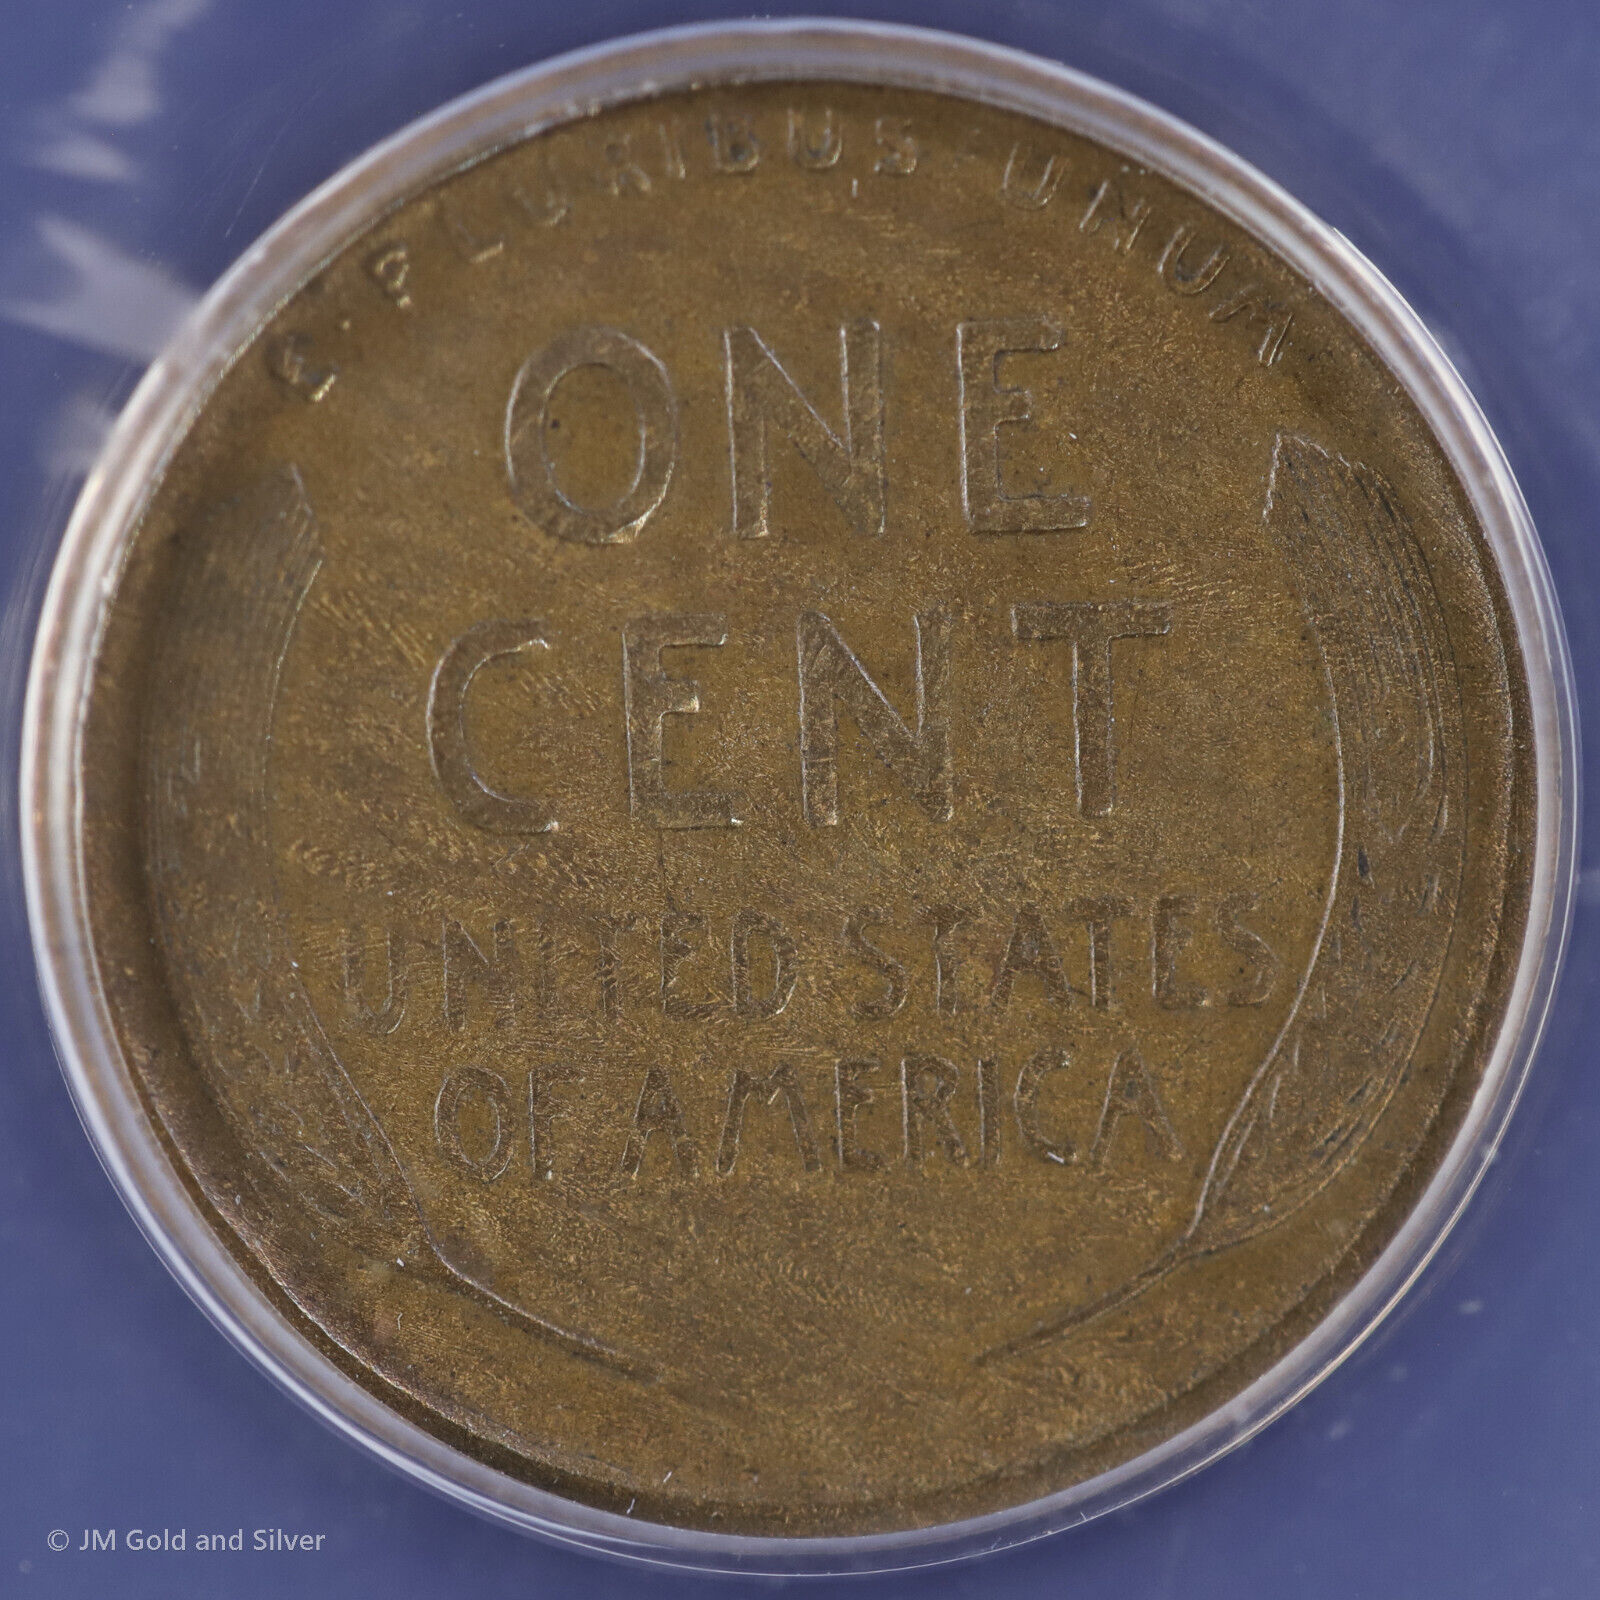 E · PLURIBUS · UNUM
ONE
CENT
UNITED STATES
OF AMERICA
© JM Gold and Silver